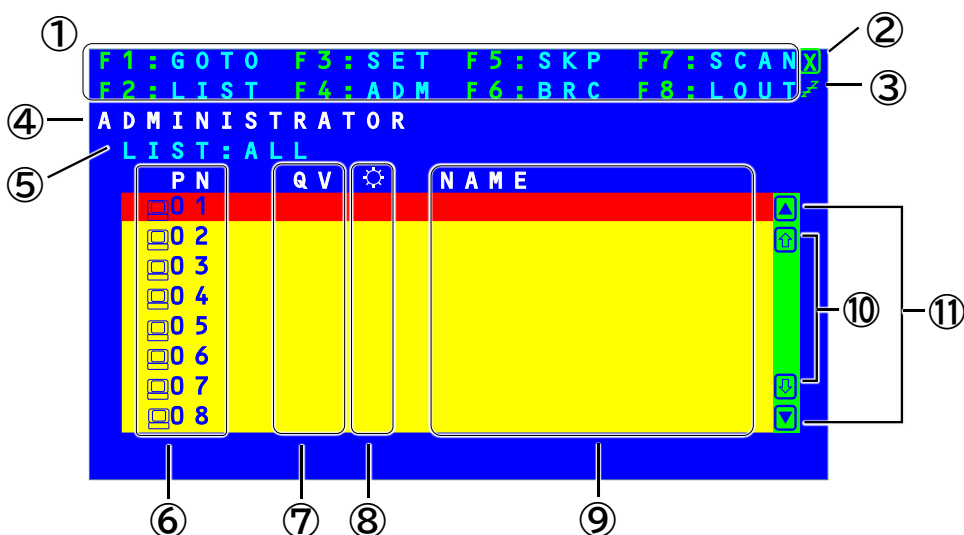 ①
②
F1:GOTO F3:SET F5:SKP F7:SCAN X
F2:LIST F4:ADM F6:BRC F8:LOUT zZ
③
④
ADMINISTRATOR
⑤
LIST:ALL
PN QV NAME
01
02
03
04
05
06
07
08
⑩
⑪
⑥ ⑦ ⑧ ⑨